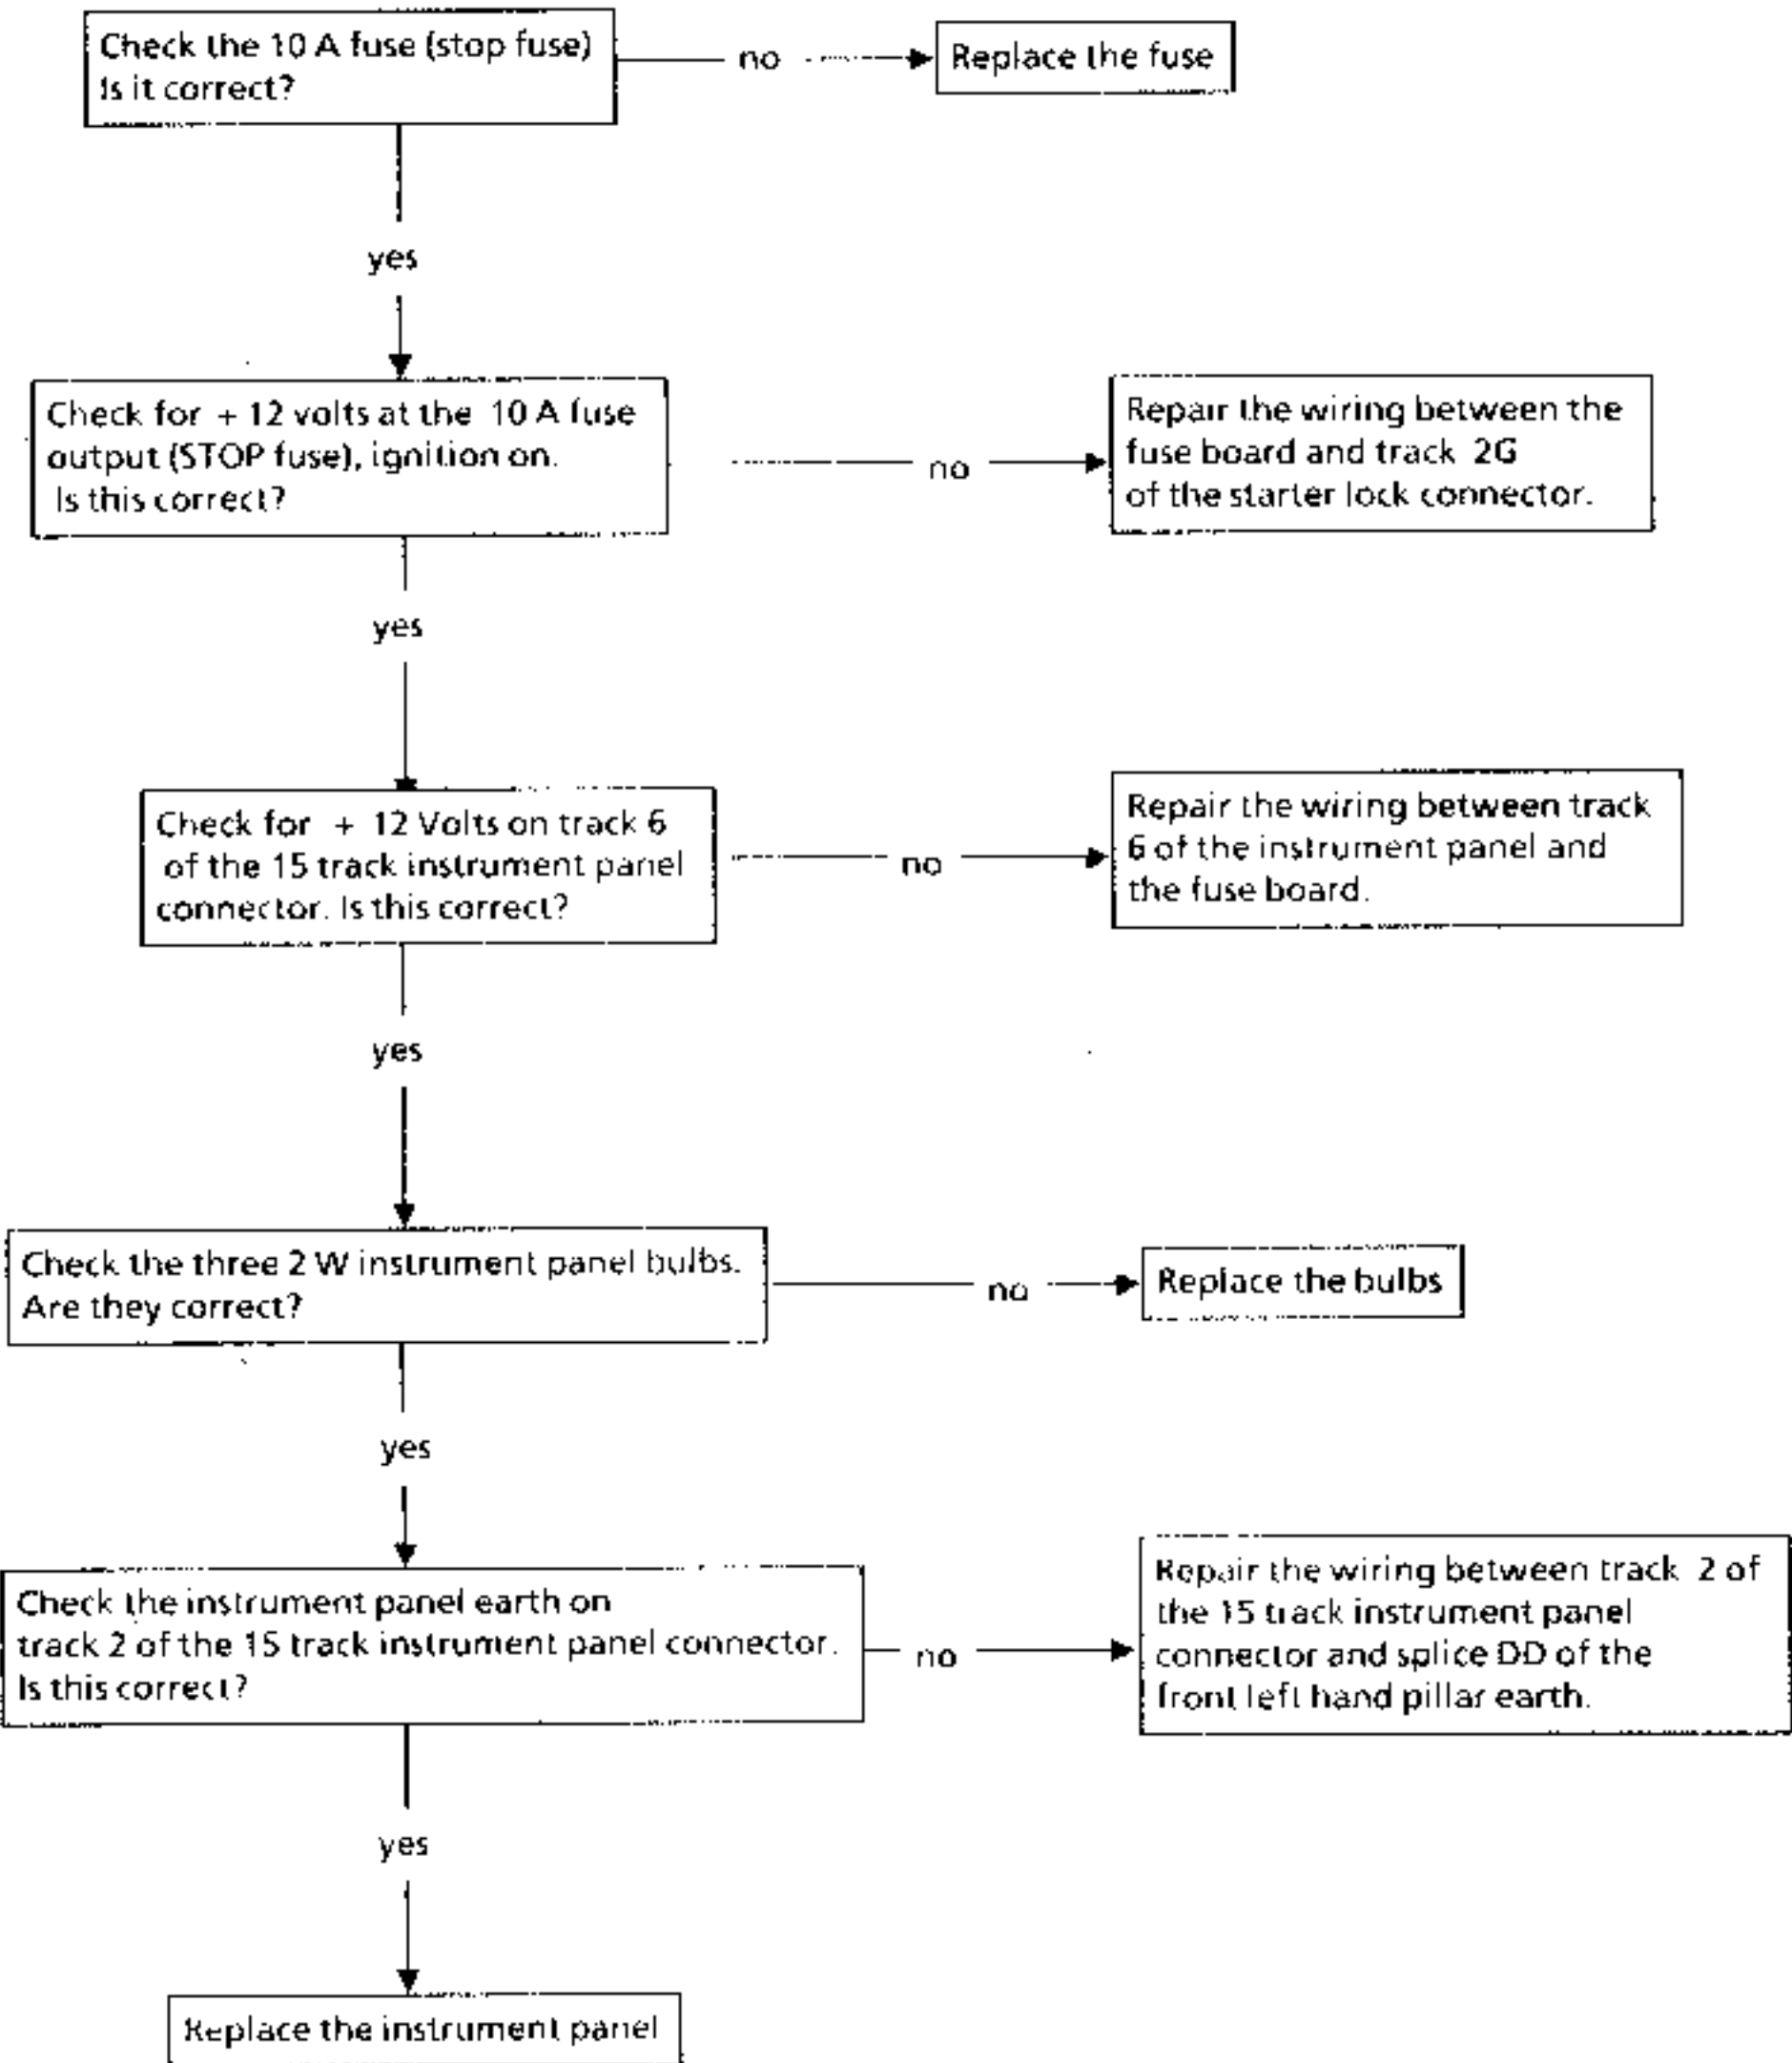 Check the 10 A fuse (stop fuse)
Is it correct?
no
Replace the fuse
yes
Check for + 12 volts at the 10 A fuse
output (STOP fuse), ignition on.
Is this correct?
no
Repair the wiring between the
fuse board and track 2G
of the starter lock connector.
yes
Check for + 12 Volts on track 6
of the 15 track instrument panel
connector. Is this correct?
no
Repair the wiring between track
6 of the instrument panel and
the fuse board.
yes
Check the three 2 W instrument panel bulbs.
Are they correct?
no
Replace the bulbs
yes
Check the instrument panel earth on
track 2 of the 15 track instrument panel connector.
Is this correct?
no
Repair the wiring between track 2 of
the 15 track instrument panel
connector and splice DD of the
front left hand pillar earth.
yes
Replace the instrument panel